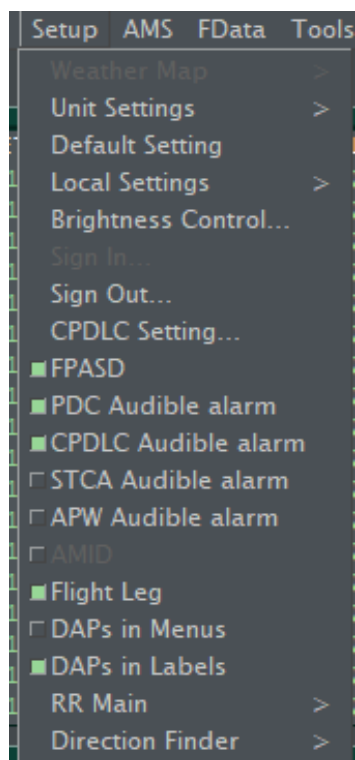 Setup AMS FData Tools
Weather Map >
Unit Settings >
Default Setting
Local Settings >
Brightness Control...
Sign In...
Sign Out...
CPDLC Setting...
FPASD
PDC Audible alarm
CPDLC Audible alarm
STCA Audible alarm
APW Audible alarm
AMID
Flight Leg
DAPs in Menus
DAPs in Labels
RR Main >
Direction Finder >